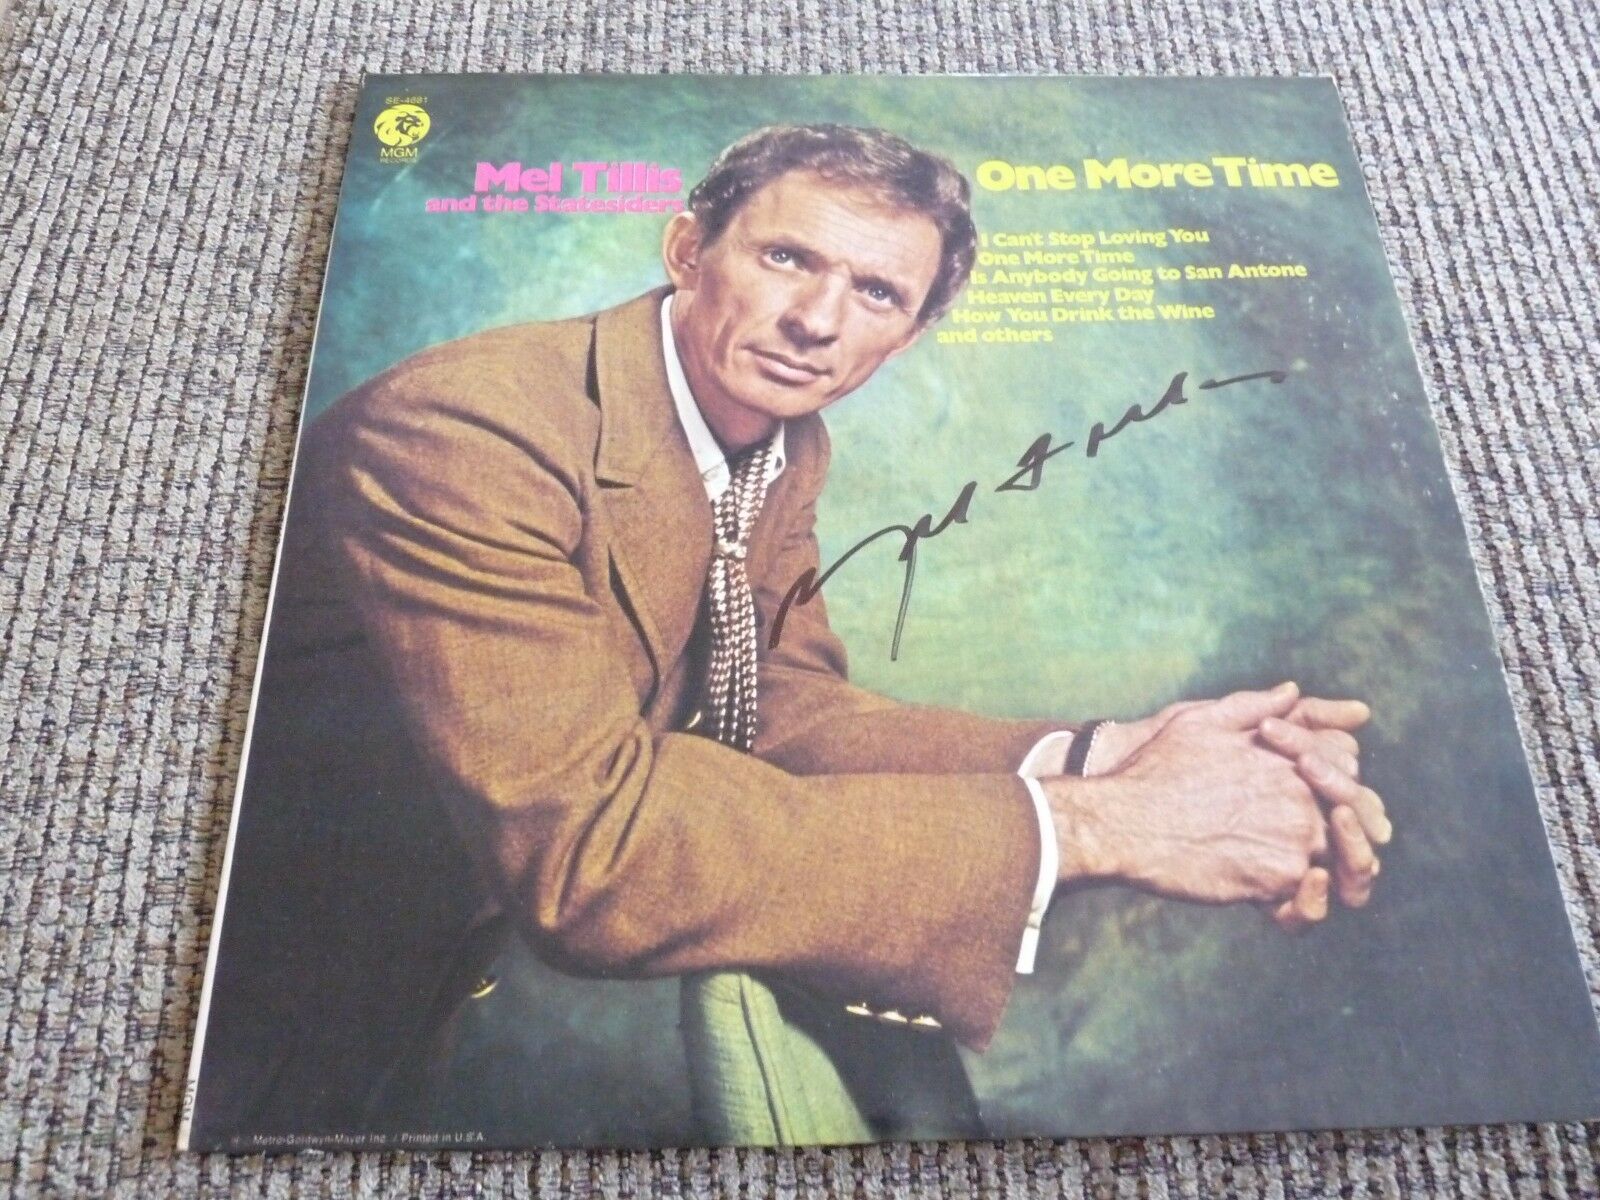 SE-4681
MGM
RECORDS
Mel Tillis
and the Statesiders
One More Time
I Can't Stop Loving You
One More Time
Is Anybody Going to San Antone
Heaven Every Day
How You Drink the Wine
and others
Mel Tillis
MGM
Metro-Goldwyn-Mayer Inc. / Printed in U.S.A.